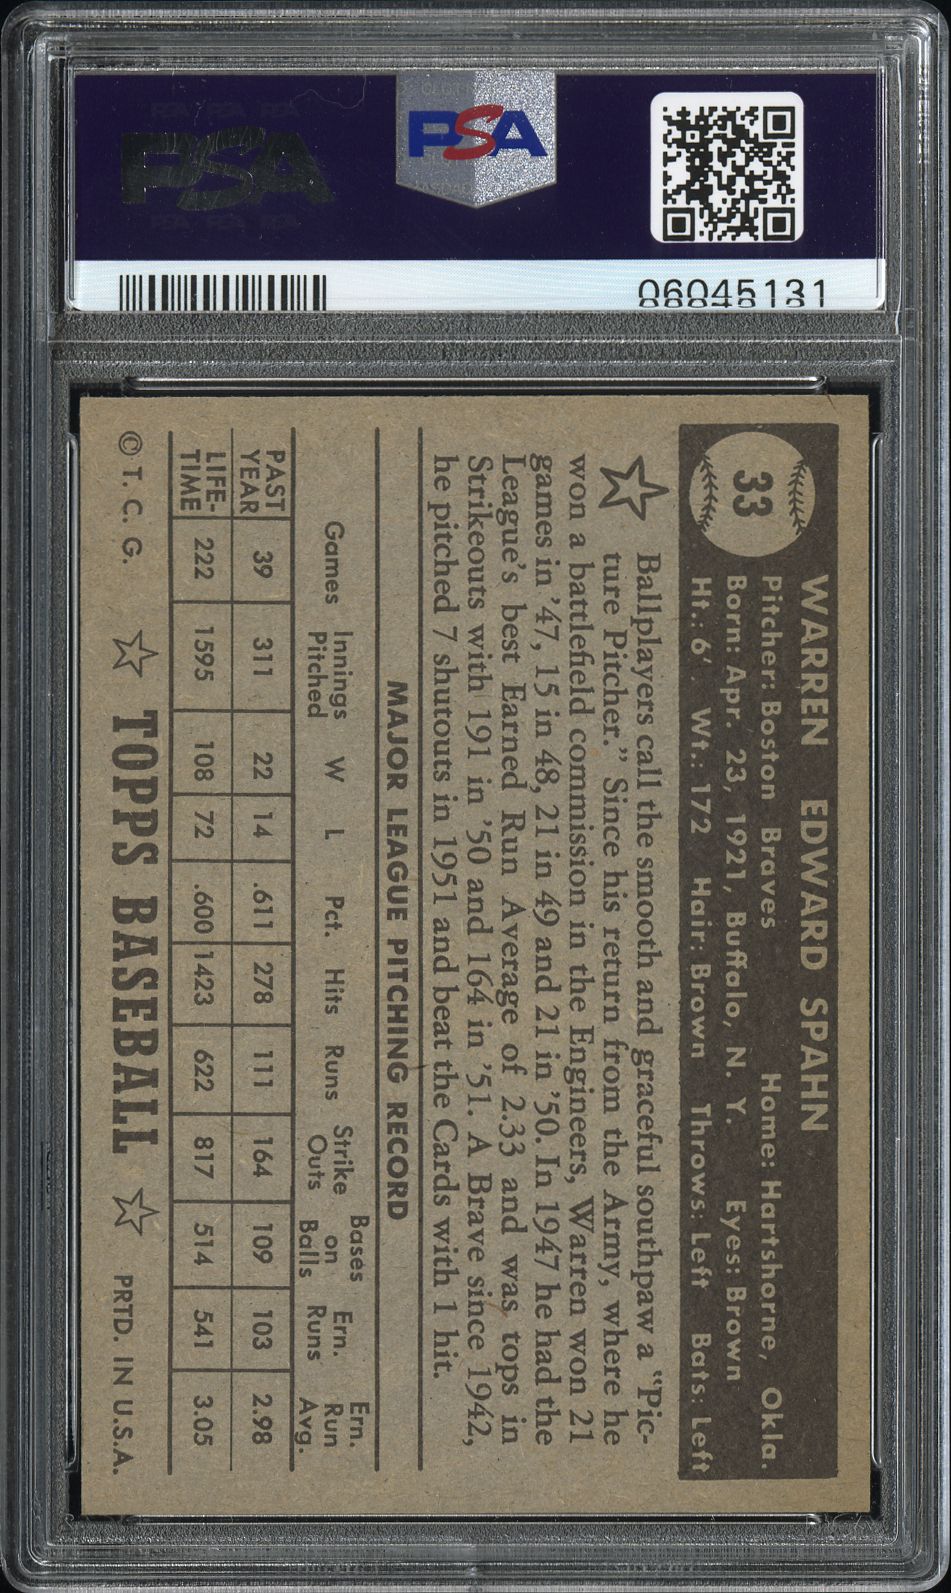 PSA PSA PSA
PSA
PSA PSA PSA
PSA
06045131
33
WARREN EDWARD SPAHN
Pitcher: Boston Braves Home: Hartshorne, Okla.
Born: Apr. 23, 1921, Buffalo, N. Y. Eyes: Brown
Ht.: 6' Wt.: 172 Hair: Brown Throws: Left Bats: Left
Ballplayers call the smooth and graceful southpaw a "Pic-
ture Pitcher." Since his return from the Army, where he
won a battlefield commission in the Engineers, Warren won 21
games in '47, 15 in 48, 21 in 49 and 21 in '50. In 1947 he had the
League's best Earned Run Average of 2.33 and was tops in
Strikeouts with 191 in '50 and 164 in '51. A Brave since 1942,
he pitched 7 shutouts in 1951 and beat the Cards with 1 hit.
MAJOR LEAGUE PITCHING RECORD
Games Innings Pitched W L Pct. Hits Runs Strike Outs Bases on Balls Ern. Runs Ern. Run Avg.
PAST YEAR 39 311 22 14 .611 278 111 164 109 103 2.98
LIFE-TIME 222 1595 108 72 .600 1423 622 817 514 541 3.05
© T. C. G. TOPPS BASEBALL PRTD. IN U.S.A.